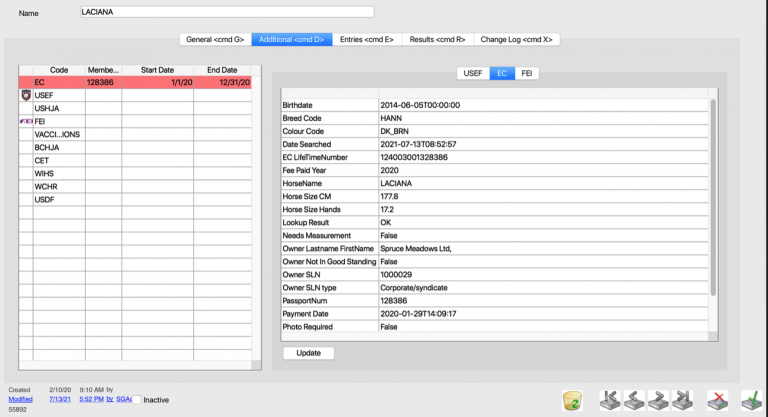 Name LACIANA
General <cmd G> Additional <cmd D> Entries <cmd E> Results <cmd R> Change Log <cmd X>
Code Membe... Start Date End Date
EC 128386 1/1/20 12/31/20
USEF
USHJA
FEI FEI
VACCI...IONS
BCHJA
CET
WIHS
WCHR
USDF
USEF EC FEI
Birthdate 2014-06-05T00:00:00
Breed Code HANN
Colour Code DK_BRN
Date Searched 2021-07-13T08:52:57
EC LifeTimeNumber 124003001328386
Fee Paid Year 2020
HorseName LACIANA
Horse Size CM 177.8
Horse Size Hands 17.2
Lookup Result OK
Needs Measurement False
Owner Lastname FirstName Spruce Meadows Ltd,
Owner Not In Good Standing False
Owner SLN 1000029
Owner SLN type Corporate/syndicate
PassportNum 128386
Payment Date 2020-01-29T14:09:17
Photo Required False
Update
Created 2/10/20 9:10 AM by
Modified 7/13/21 5:52 PM by SGAc Inactive
55892